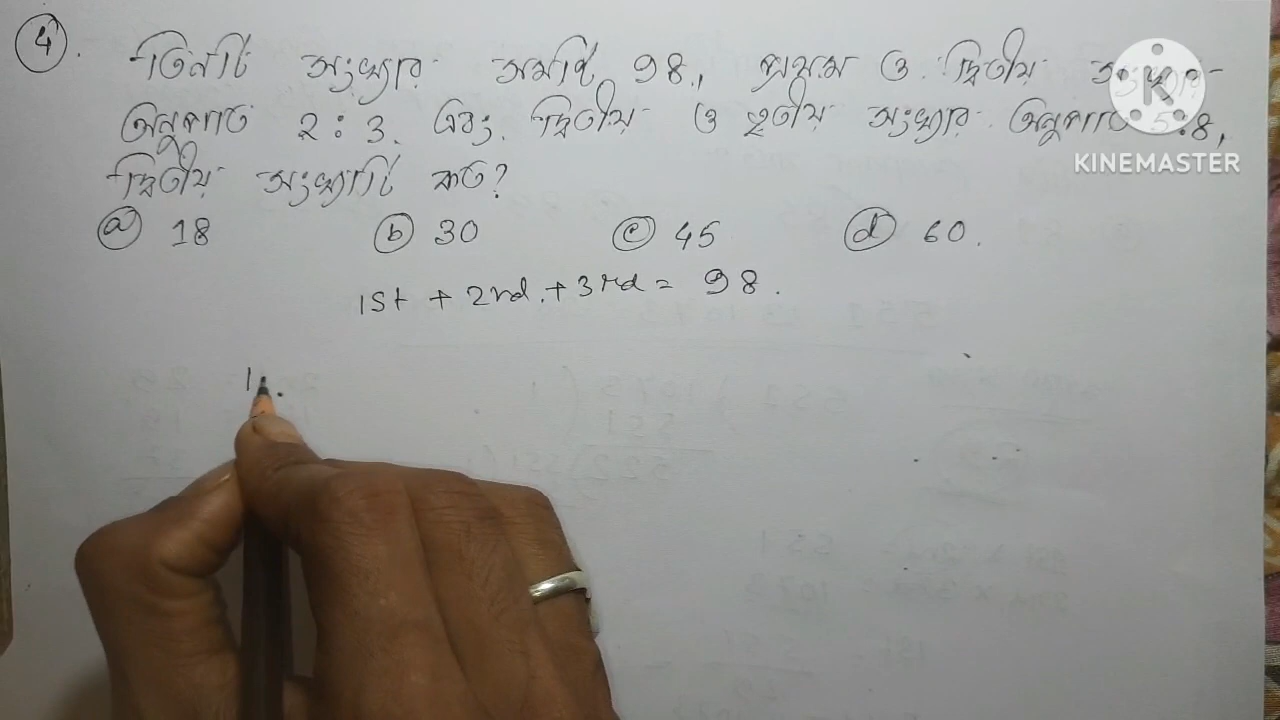 4. তিনটি সংখ্যার সমষ্টি 98, প্রথম ও দ্বিতীয় সংখ্যার
অনুপাত 2:3 এবং দ্বিতীয় ও তৃতীয় সংখ্যার অনুপাত 5:8,
KINEMASTER
দ্বিতীয় সংখ্যাটি কত?
a 18 b 30 c 45 d 60.
1st + 2nd + 3rd = 98.